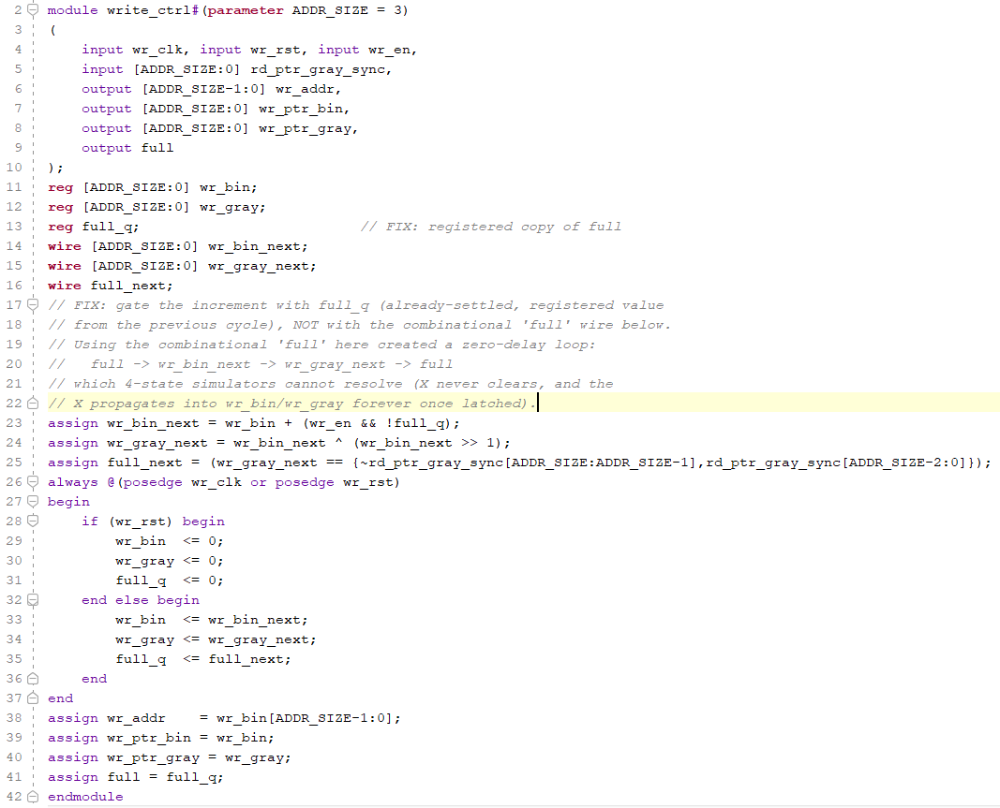 2 module write_ctrl#(parameter ADDR_SIZE = 3)
3 (
4     input wr_clk, input wr_rst, input wr_en,
5     input [ADDR_SIZE:0] rd_ptr_gray_sync,
6     output [ADDR_SIZE-1:0] wr_addr,
7     output [ADDR_SIZE:0] wr_ptr_bin,
8     output [ADDR_SIZE:0] wr_ptr_gray,
9     output full
10 );
11 reg [ADDR_SIZE:0] wr_bin;
12 reg [ADDR_SIZE:0] wr_gray;
13 reg full_q;                          // FIX: registered copy of full
14 wire [ADDR_SIZE:0] wr_bin_next;
15 wire [ADDR_SIZE:0] wr_gray_next;
16 wire full_next;
17 // FIX: gate the increment with full_q (already-settled, registered value
18 // from the previous cycle), NOT with the combinational 'full' wire below.
19 // Using the combinational 'full' here created a zero-delay loop:
20 //   full -> wr_bin_next -> wr_gray_next -> full
21 // which 4-state simulators cannot resolve (X never clears, and the
22 // X propagates into wr_bin/wr_gray forever once latched).
23 assign wr_bin_next = wr_bin + (wr_en && !full_q);
24 assign wr_gray_next = wr_bin_next ^ (wr_bin_next >> 1);
25 assign full_next = (wr_gray_next == {~rd_ptr_gray_sync[ADDR_SIZE:ADDR_SIZE-1],rd_ptr_gray_sync[ADDR_SIZE-2:0]});
26 always @(posedge wr_clk or posedge wr_rst)
27 begin
28     if (wr_rst) begin
29         wr_bin  <= 0;
30         wr_gray <= 0;
31         full_q  <= 0;
32     end else begin
33         wr_bin  <= wr_bin_next;
34         wr_gray <= wr_gray_next;
35         full_q  <= full_next;
36     end
37 end
38 assign wr_addr    = wr_bin[ADDR_SIZE-1:0];
39 assign wr_ptr_bin = wr_bin;
40 assign wr_ptr_gray = wr_gray;
41 assign full = full_q;
42 endmodule